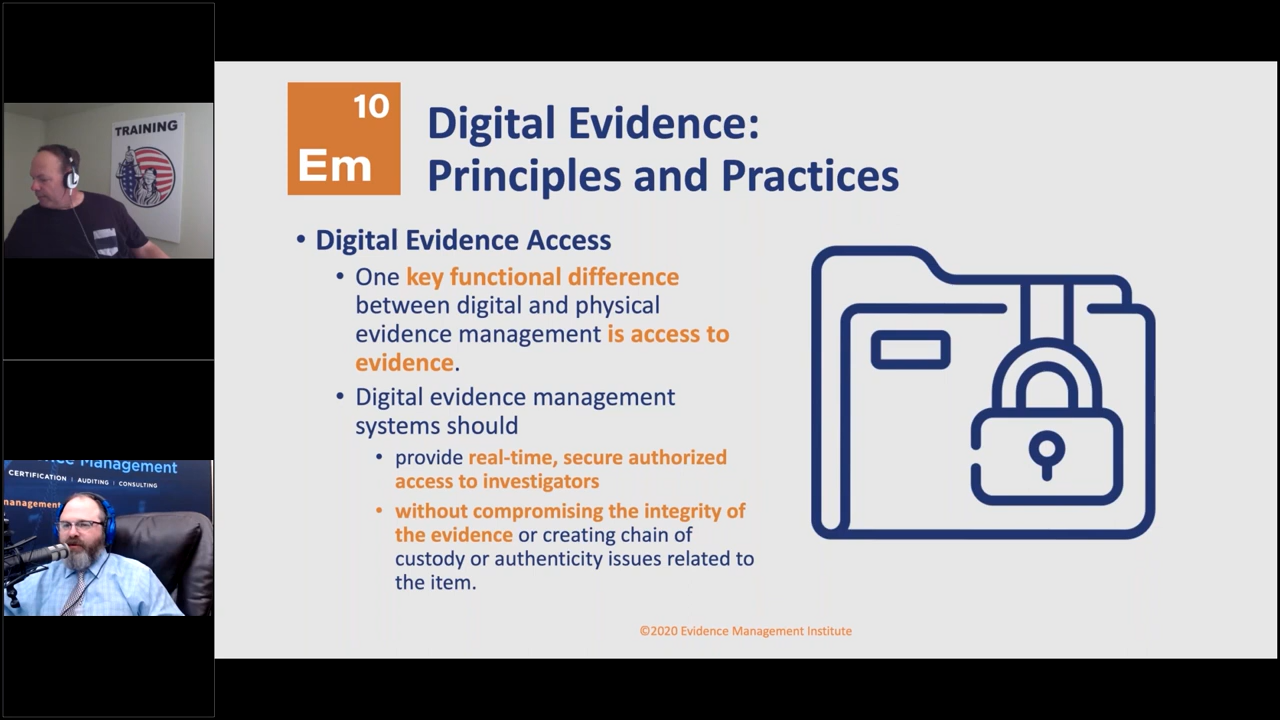 TRAINING
ence Management
CERTIFICATION | AUDITING | CONSULTING
management
10
Em
Digital Evidence:
Principles and Practices
• Digital Evidence Access
• One key functional difference
between digital and physical
evidence management is access to
evidence.
• Digital evidence management
systems should
• provide real-time, secure authorized
access to investigators
• without compromising the integrity of
the evidence or creating chain of
custody or authenticity issues related to
the item.
©2020 Evidence Management Institute